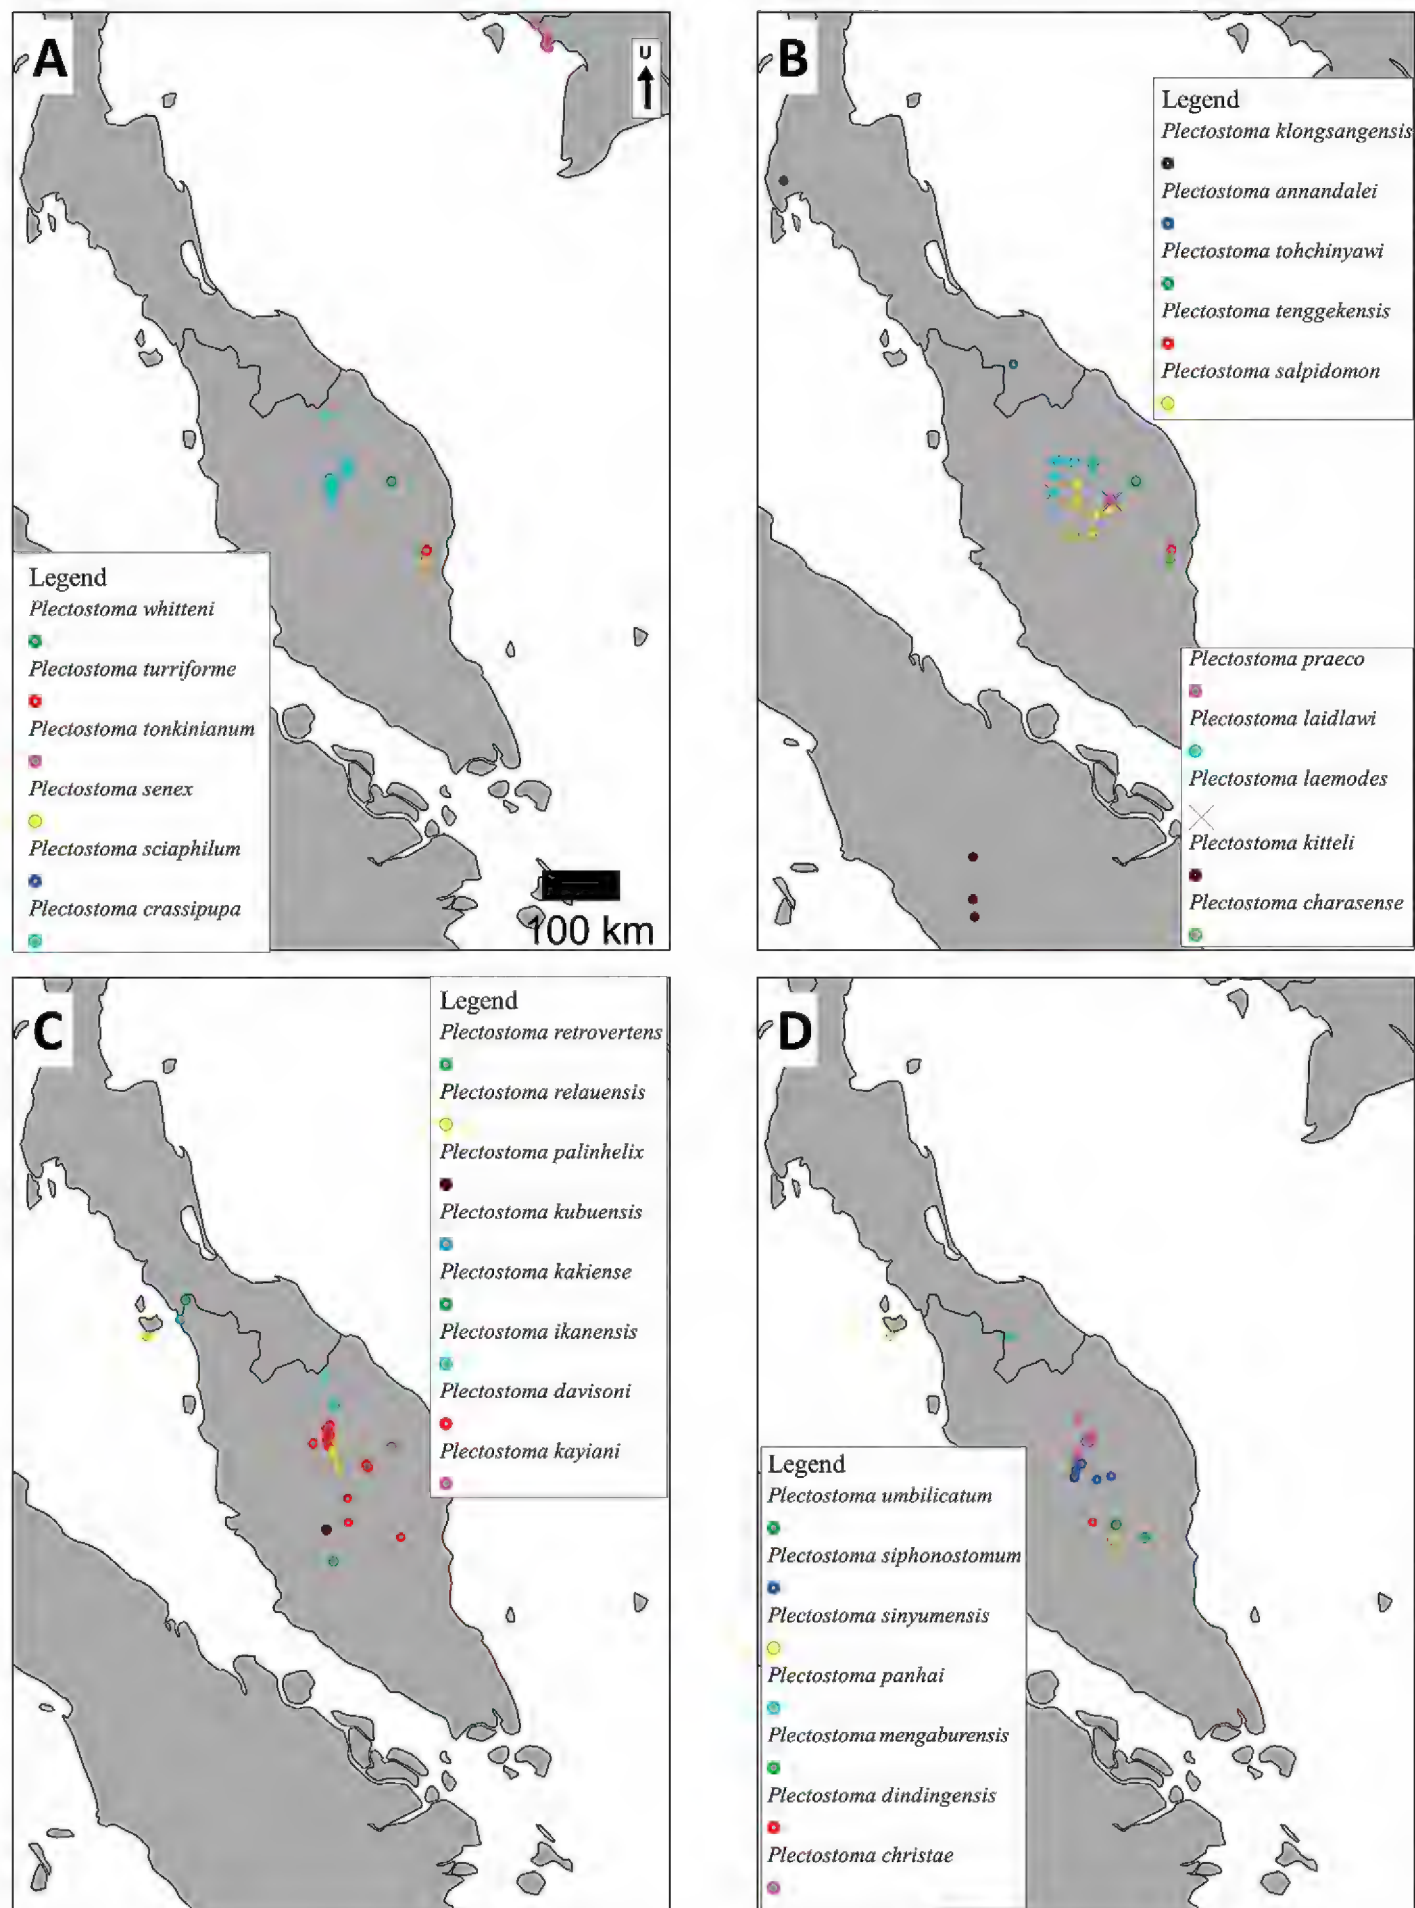 A
U
Legend
Plectostoma whitteni
Plectostoma turriforme
Plectostoma tonkinianum
Plectostoma senex
Plectostoma sciaphilum
Plectostoma crassipupa
100 km
B
Legend
Plectostoma klongsangensis
Plectostoma annandalei
Plectostoma tohchinyawi
Plectostoma tenggekensis
Plectostoma salpidomon
Plectostoma praeco
Plectostoma laidlawi
Plectostoma laemodes
Plectostoma kitteli
Plectostoma charasense
C
Legend
Plectostoma retrovertens
Plectostoma relauensis
Plectostoma palinhelix
Plectostoma kubuensis
Plectostoma kakiense
Plectostoma ikanensis
Plectostoma davisoni
Plectostoma kayiani
D
Legend
Plectostoma umbilicatum
Plectostoma siphonostomum
Plectostoma sinyumensis
Plectostoma panhai
Plectostoma mengaburensis
Plectostoma dindingensis
Plectostoma christae